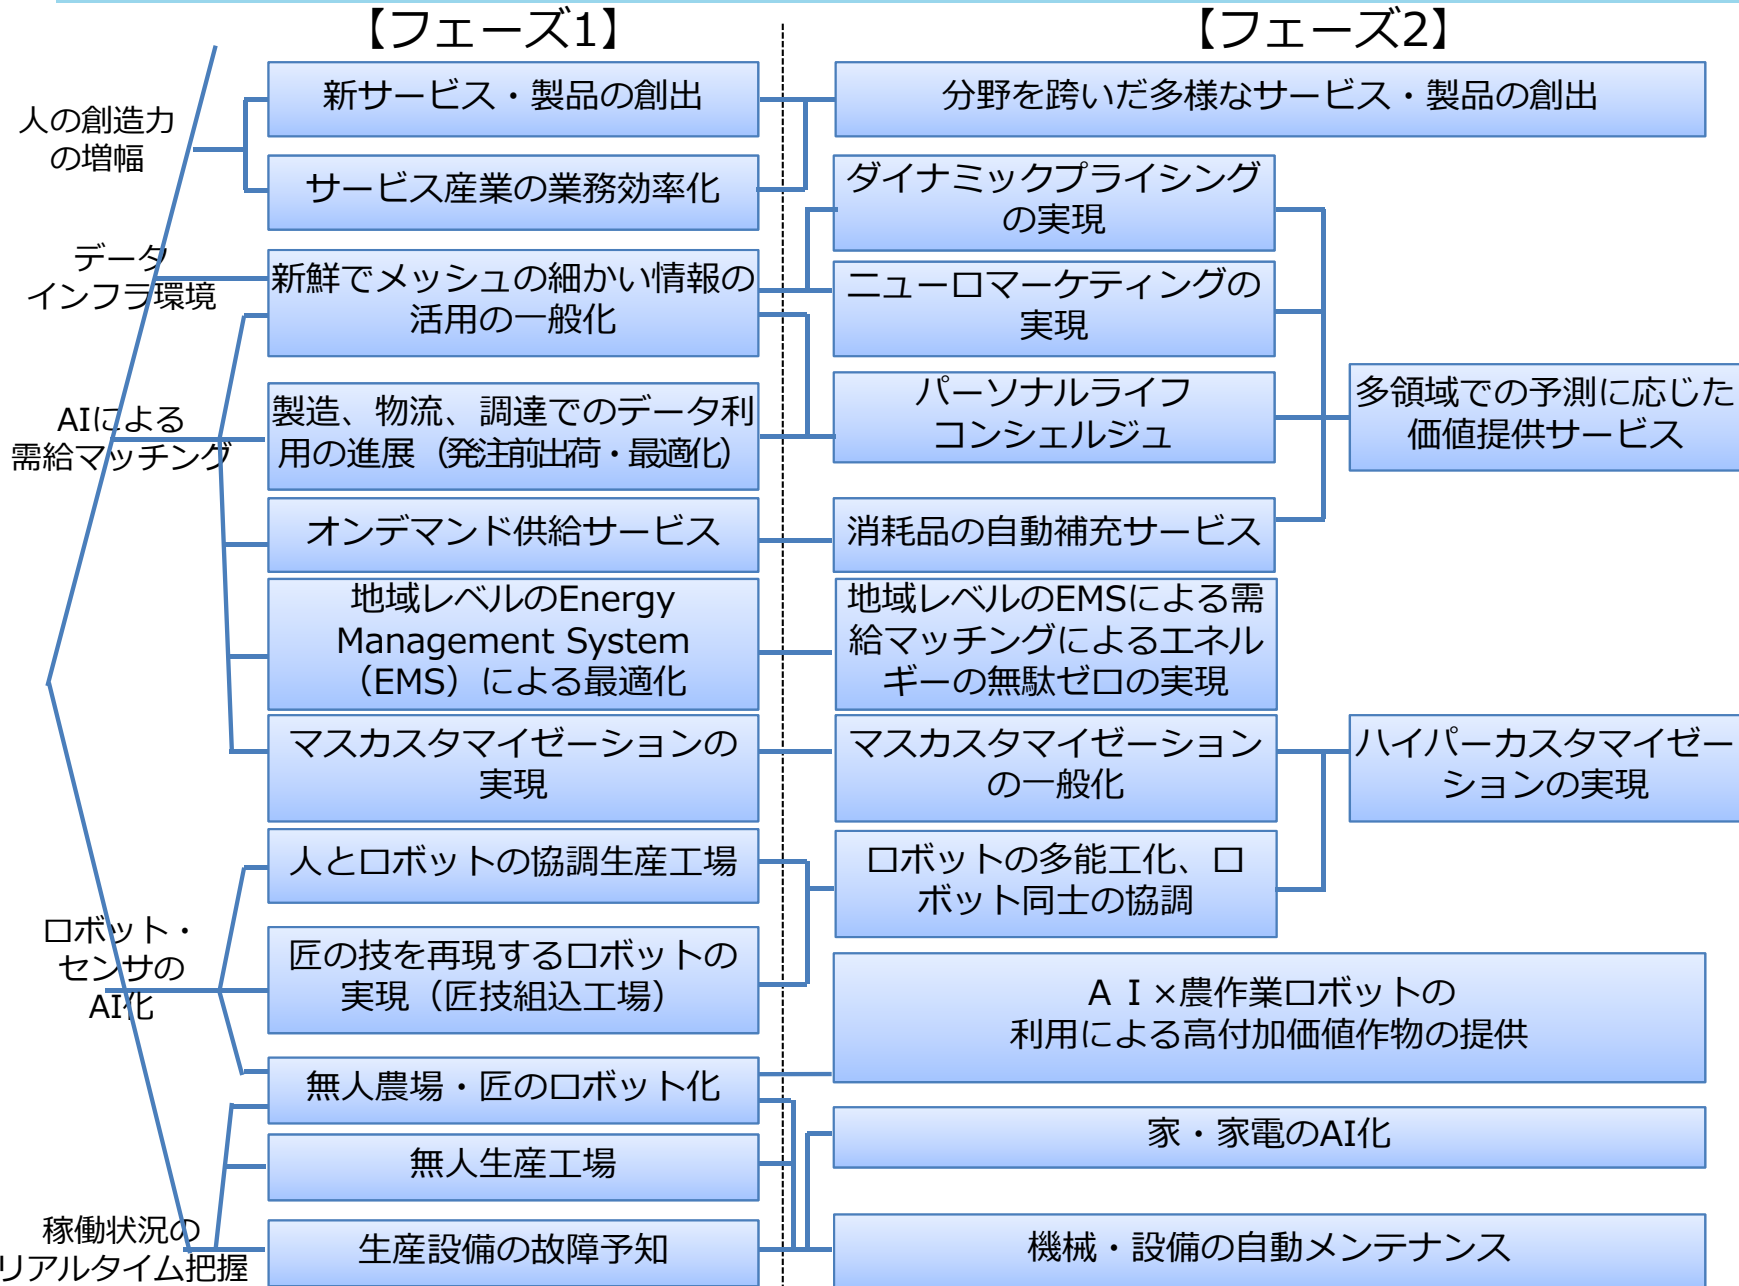 【フェーズ1】
【フェーズ2】
人の創造力
の増幅
新サービス・製品の創出
分野を跨いだ多様なサービス・製品の創出
サービス産業の業務効率化
ダイナミックプライシング
の実現
データ
インフラ環境
新鮮でメッシュの細かい情報の
活用の一般化
ニューロマーケティングの
実現
AIによる
需給マッチング
製造、物流、調達でのデータ利
用の進展（発注前出荷・最適化）
パーソナルライフ
コンシェルジュ
多領域での予測に応じた
価値提供サービス
オンデマンド供給サービス
消耗品の自動補充サービス
地域レベルのEnergy
Management System
（EMS）による最適化
地域レベルのEMSによる需
給マッチングによるエネル
ギーの無駄ゼロの実現
マスカスタマイゼーションの
実現
マスカスタマイゼーション
の一般化
ハイパーカスタマイゼー
ションの実現
ロボット・
センサの
AI化
人とロボットの協調生産工場
ロボットの多能工化、ロ
ボット同士の協調
匠の技を再現するロボットの
実現（匠技組込工場）
ＡＩ×農作業ロボットの
利用による高付加価値作物の提供
無人農場・匠のロボット化
無人生産工場
家・家電のAI化
稼働状況の
リアルタイム把握
生産設備の故障予知
機械・設備の自動メンテナンス